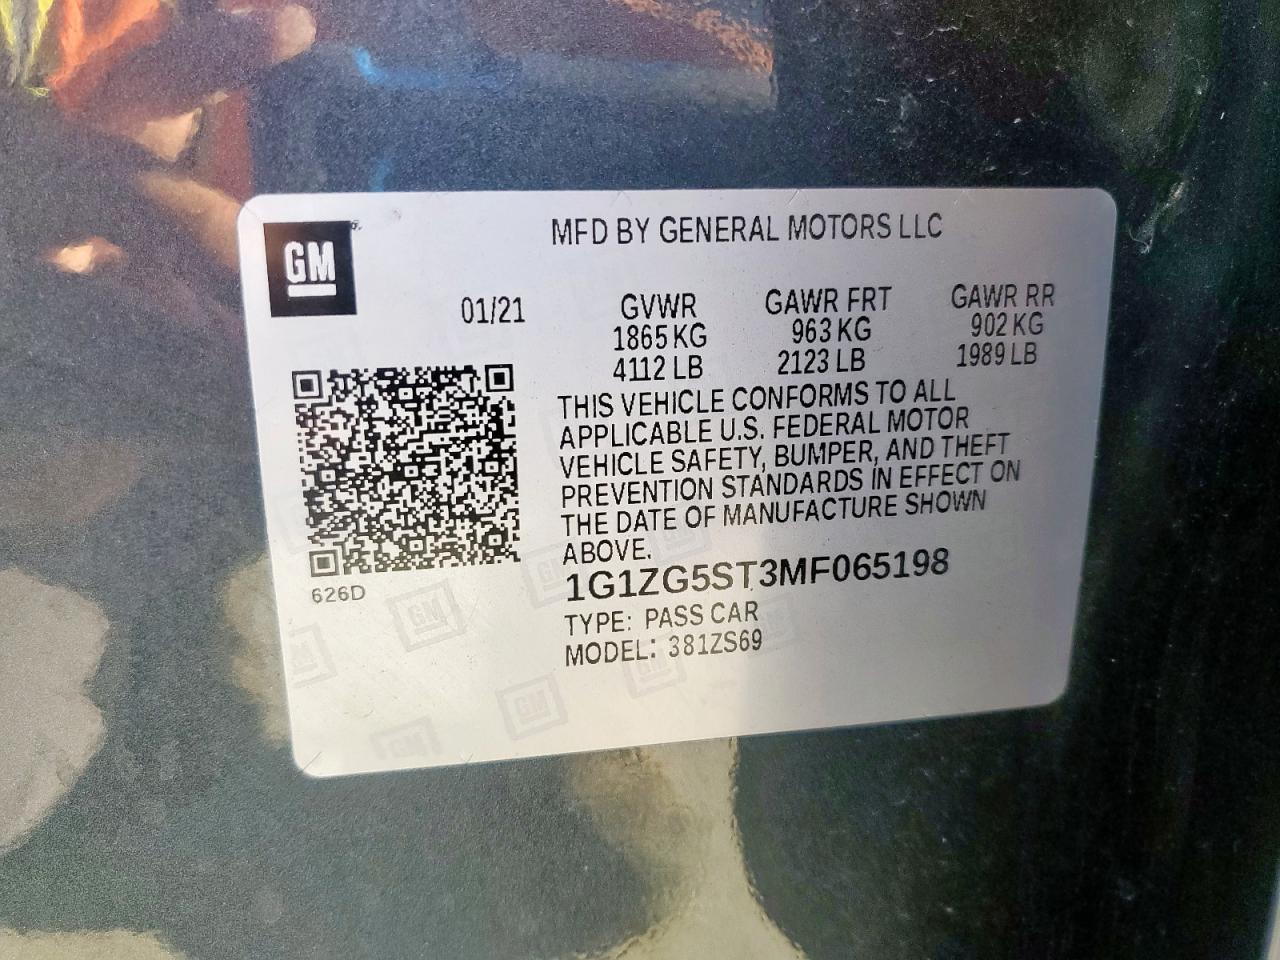 GM
MFD BY GENERAL MOTORS LLC
01/21
GVWR GAWR FRT GAWR RR
1865 KG 963 KG 902 KG
4112 LB 2123 LB 1989 LB
THIS VEHICLE CONFORMS TO ALL
APPLICABLE U.S. FEDERAL MOTOR
VEHICLE SAFETY, BUMPER, AND THEFT
PREVENTION STANDARDS IN EFFECT ON
THE DATE OF MANUFACTURE SHOWN
ABOVE.
626D
1G1ZG5ST3MF065198
TYPE: PASS CAR
MODEL: 381ZS69
GM
GM